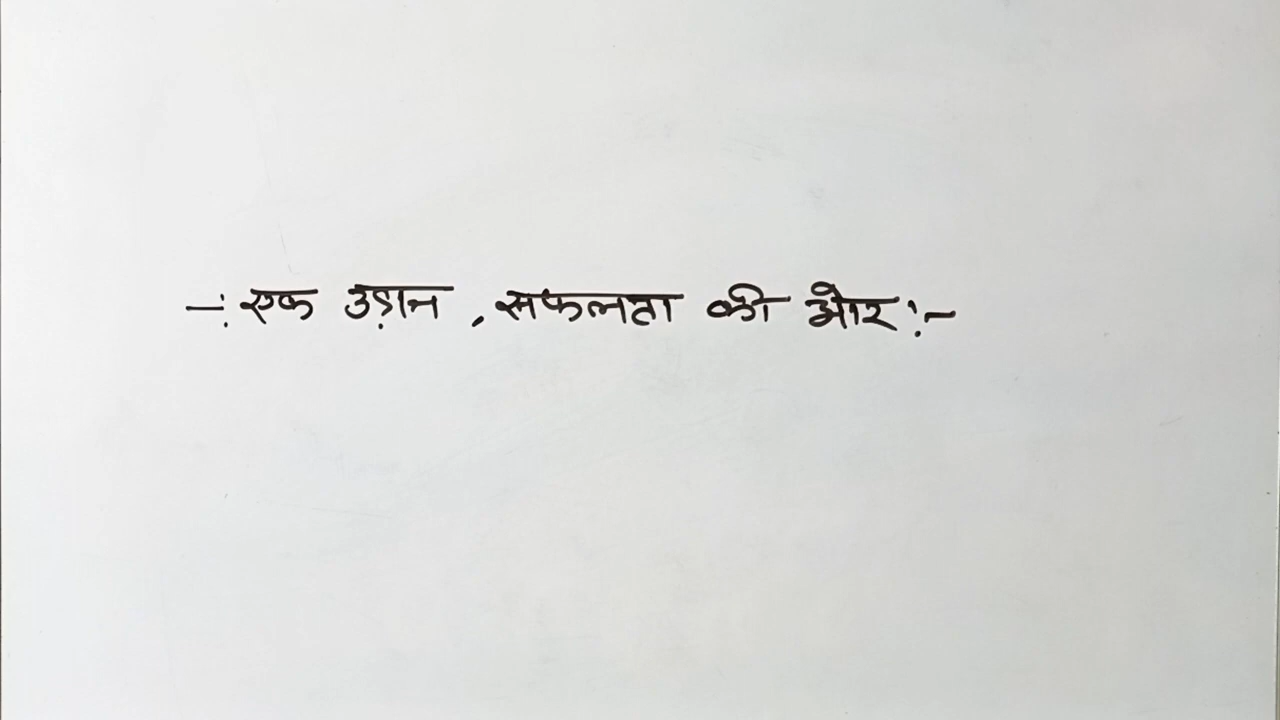 -: एक उड़ान , सफलता की ओर :-